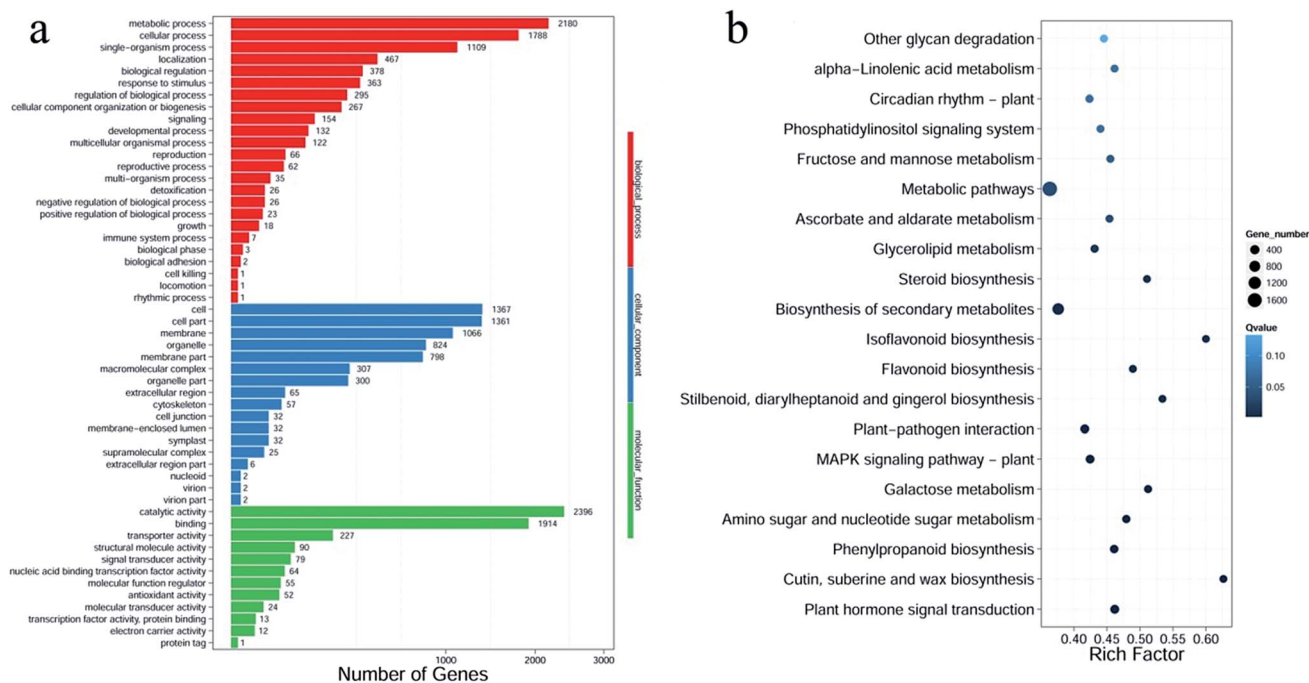 a
metabolic process 2180
cellular process 1788
single-organism process 1109
localization 467
biological regulation 378
response to stimulus 363
regulation of biological process 295
cellular component organization or biogenesis 267
signaling 154
developmental process 132
multicellular organismal process 122
reproduction 66
reproductive process 62
multi-organism process 35
detoxification 26
negative regulation of biological process 26
positive regulation of biological process 23
growth 18
immune system process 7
biological phase 3
biological adhesion 2
cell killing 1
locomotion 1
rhythmic process 1
cell 1367
cell part 1361
membrane 1066
organelle 824
membrane part 798
macromolecular complex 307
organelle part 300
extracellular region 65
cytoskeleton 57
cell junction 32
membrane-enclosed lumen 32
symplast 32
supramolecular complex 25
extracellular region part 6
nucleoid 2
virion 2
virion part 2
catalytic activity 2396
binding 1914
transporter activity 227
structural molecule activity 90
signal transducer activity 79
nucleic acid binding transcription factor activity 64
molecular function regulator 55
antioxidant activity 52
molecular transducer activity 24
transcription factor activity, protein binding 13
electron carrier activity 12
protein tag 1
1000 2000 3000
Number of Genes
biological_process
cellular_component
molecular_function
b
Other glycan degradation
alpha-Linolenic acid metabolism
Circadian rhythm - plant
Phosphatidylinositol signaling system
Fructose and mannose metabolism
Metabolic pathways
Ascorbate and aldarate metabolism
Glycerolipid metabolism
Steroid biosynthesis
Biosynthesis of secondary metabolites
Isoflavonoid biosynthesis
Flavonoid biosynthesis
Stilbenoid, diarylheptanoid and gingerol biosynthesis
Plant-pathogen interaction
MAPK signaling pathway - plant
Galactose metabolism
Amino sugar and nucleotide sugar metabolism
Phenylpropanoid biosynthesis
Cutin, suberine and wax biosynthesis
Plant hormone signal transduction
0.40 0.45 0.50 0.55 0.60
Rich Factor
Gene_number
400
800
1200
1600
Qvalue
0.10
0.05